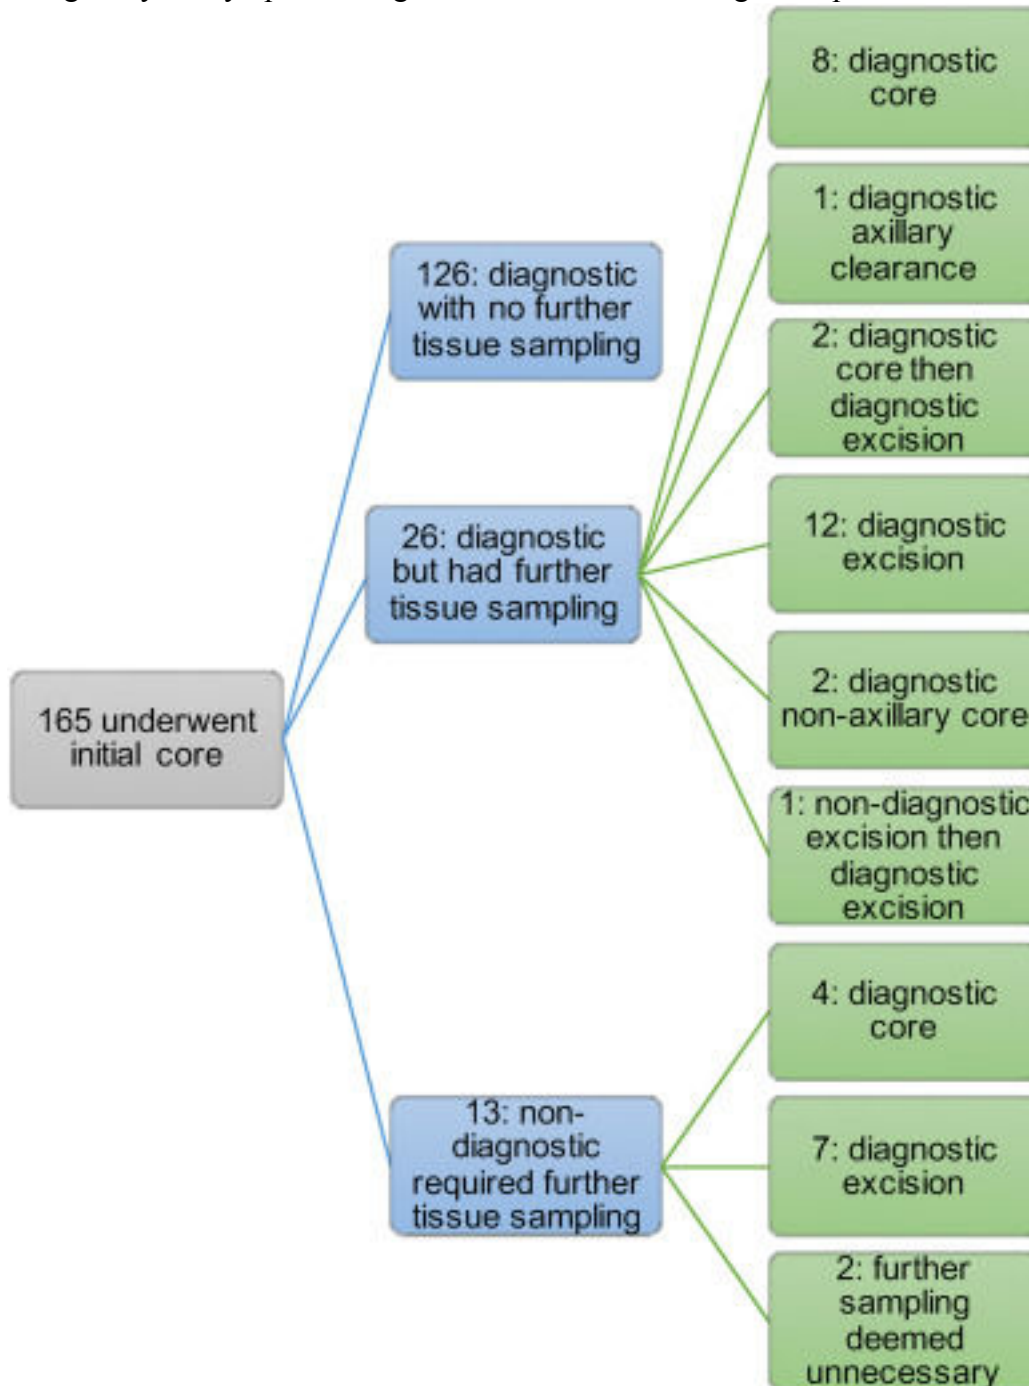 8: diagnostic
core
1: diagnostic
axillary
clearance
126: diagnostic
with no further
tissue sampling
2: diagnostic
core then
diagnostic
excision
26: diagnostic
but had further
tissue sampling
12: diagnostic
excision
165 underwent
initial core
2: diagnostic
non-axillary core
1: non-diagnostic
excision then
diagnostic
excision
4: diagnostic
core
13: non-
diagnostic
required further
tissue sampling
7: diagnostic
excision
2: further
sampling
deemed
unnecessary